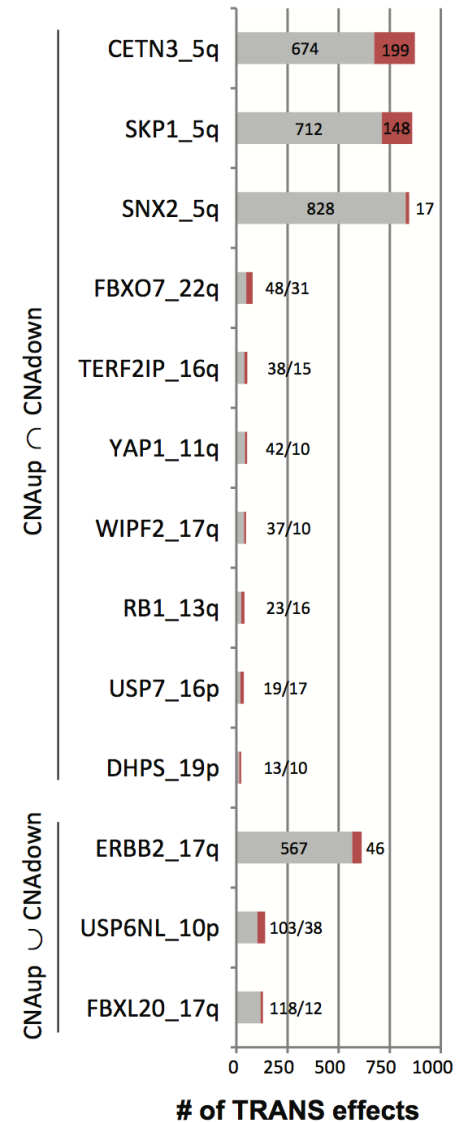 CNAup ∩ CNAdown
CETN3_5q 674 199
SKP1_5q 712 148
SNX2_5q 828 17
FBXO7_22q 48/31
TERF2IP_16q 38/15
YAP1_11q 42/10
WIPF2_17q 37/10
RB1_13q 23/16
USP7_16p 19/17
DHPS_19p 13/10
CNAup ∪ CNAdown
ERBB2_17q 567 46
USP6NL_10p 103/38
FBXL20_17q 118/12
0 250 500 750 1000
# of TRANS effects